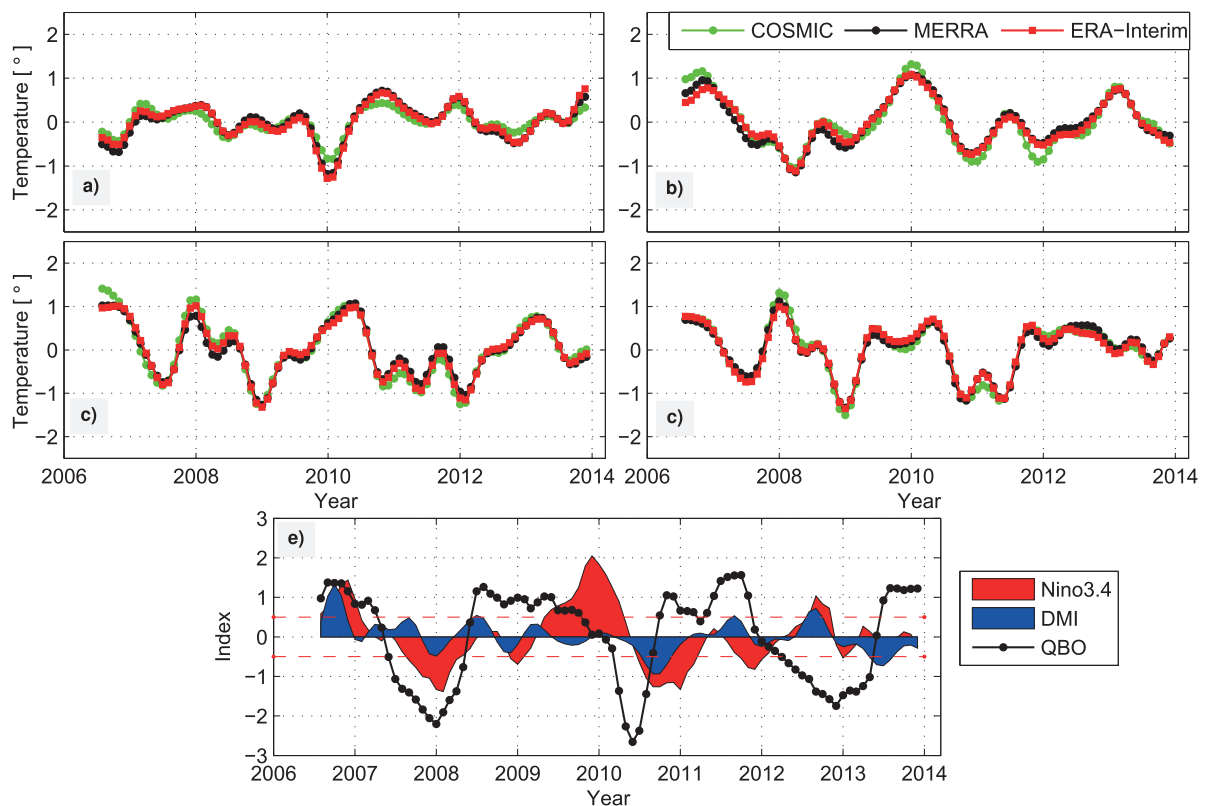 COSMIC MERRA ERA-Interim
Temperature [ ° ]
2
1
0
−1
−2
a)
2
1
0
−1
−2
b)
Temperature [ ° ]
2
1
0
−1
−2
c)
2006 2008 2010 2012 2014
Year
2
1
0
−1
−2
c)
2006 2008 2010 2012 2014
Year
e)
Index
3
2
1
0
−1
−2
−3
2006 2007 2008 2009 2010 2011 2012 2013 2014
Year
Nino3.4
DMI
QBO